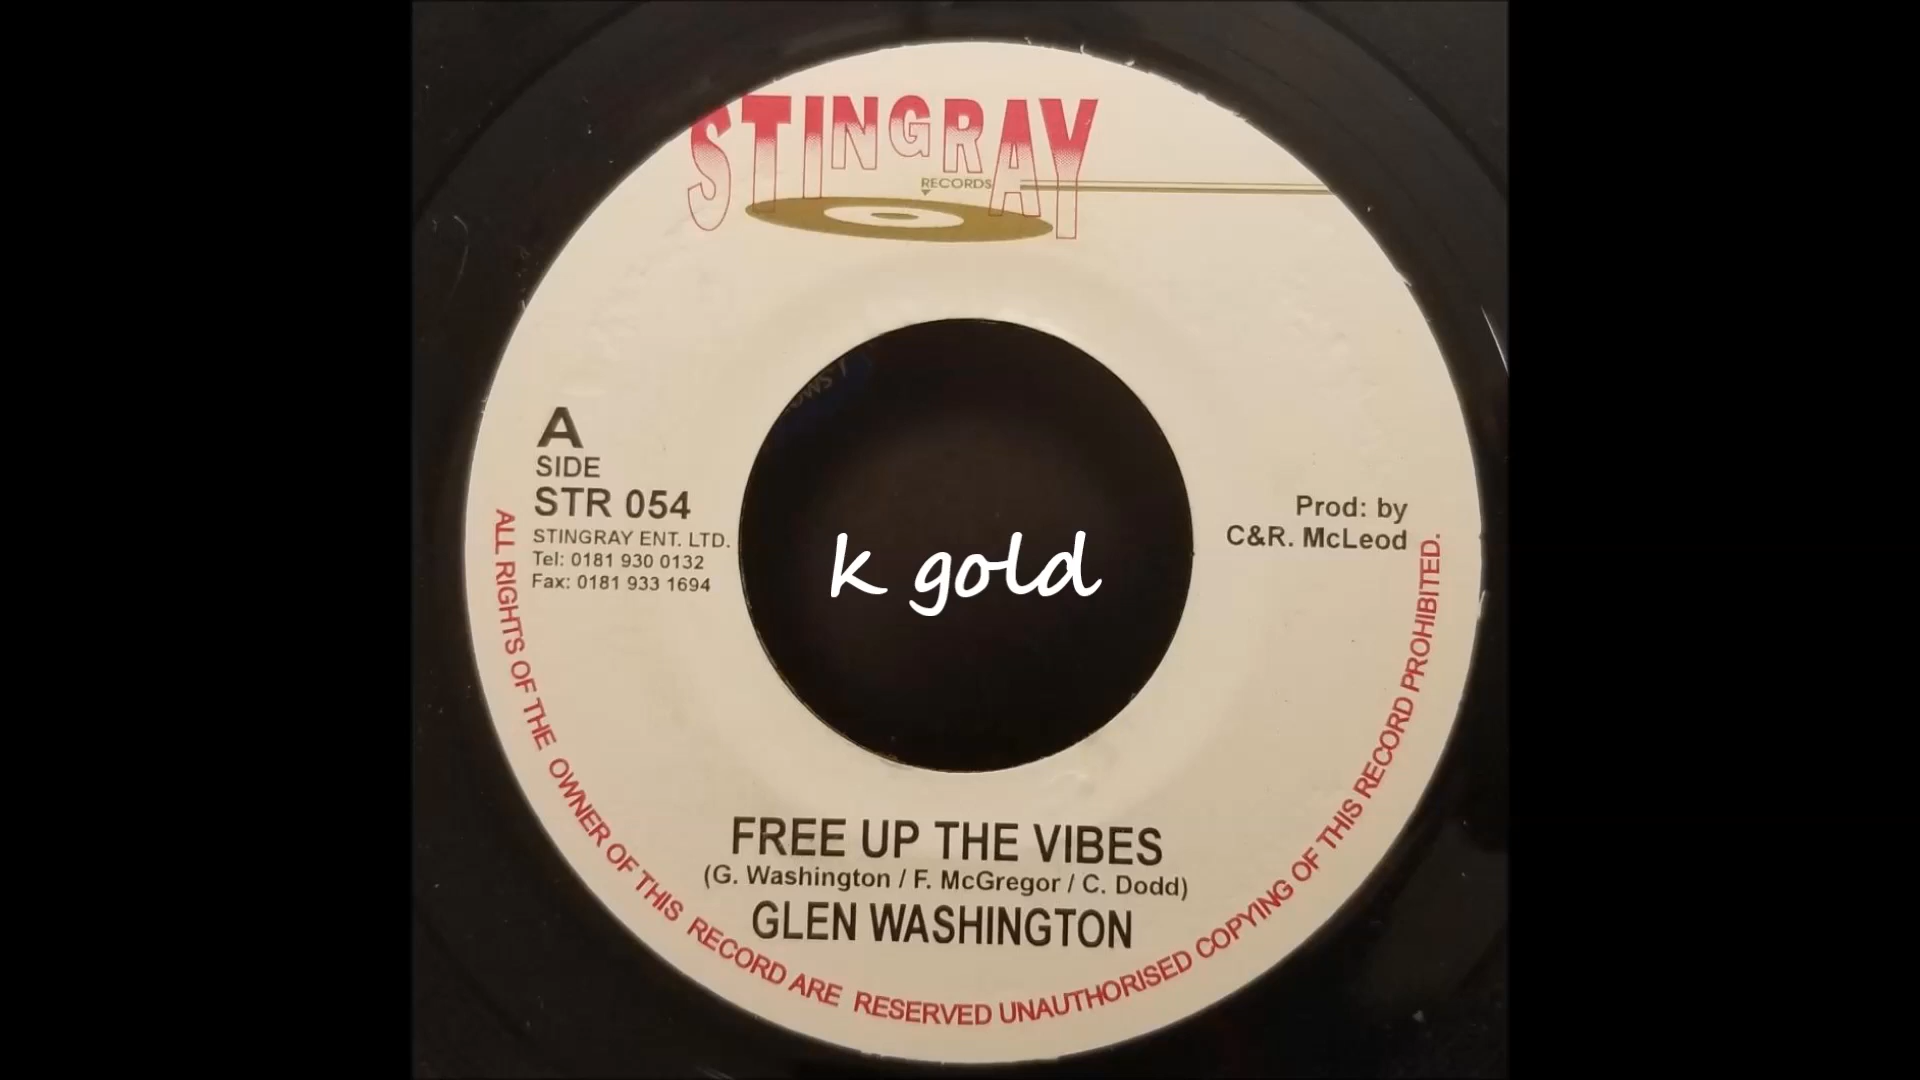 STINGRAY
RECORDS
A
SIDE
STR 054
STINGRAY ENT. LTD.
Tel: 0181 930 0132
Fax: 0181 933 1694
Prod: by
C&R. McLeod
k gold
FREE UP THE VIBES
(G. Washington / F. McGregor / C. Dodd)
GLEN WASHINGTON
ALL RIGHTS OF THE OWNER OF THIS RECORD ARE RESERVED UNAUTHORISED COPYING OF THIS RECORD PROHIBITED.